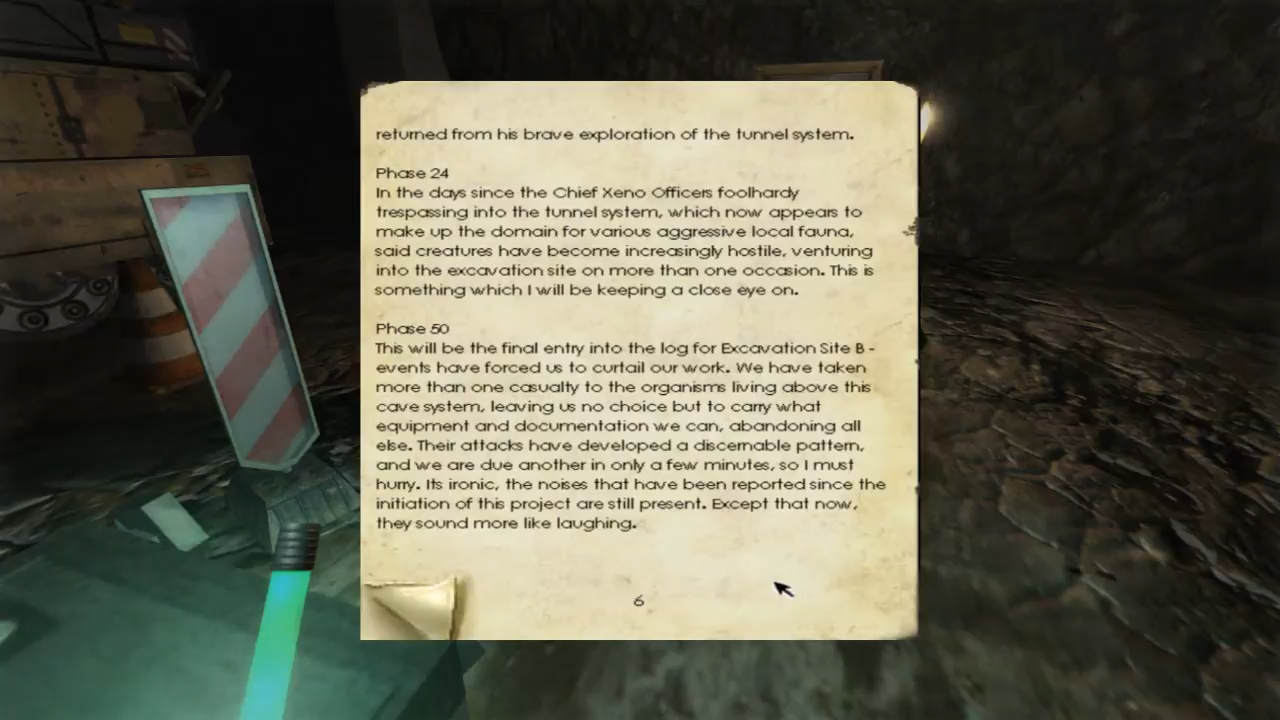 returned from his brave exploration of the tunnel system.
Phase 24
In the days since the Chief Xeno Officers foolhardy
trespassing into the tunnel system, which now appears to
make up the domain for various aggressive local fauna,
said creatures have become increasingly hostile, venturing
into the excavation site on more than one occasion. This is
something which I will be keeping a close eye on.
Phase 50
This will be the final entry into the log for Excavation Site B -
events have forced us to curtail our work. We have taken
more than one casualty to the organisms living above this
cave system, leaving us no choice but to carry what
equipment and documentation we can, abandoning all
else. Their attacks have developed a discernable pattern,
and we are due another in only a few minutes, so I must
hurry. Its ironic, the noises that have been reported since the
initiation of this project are still present. Except that now,
they sound more like laughing.
6